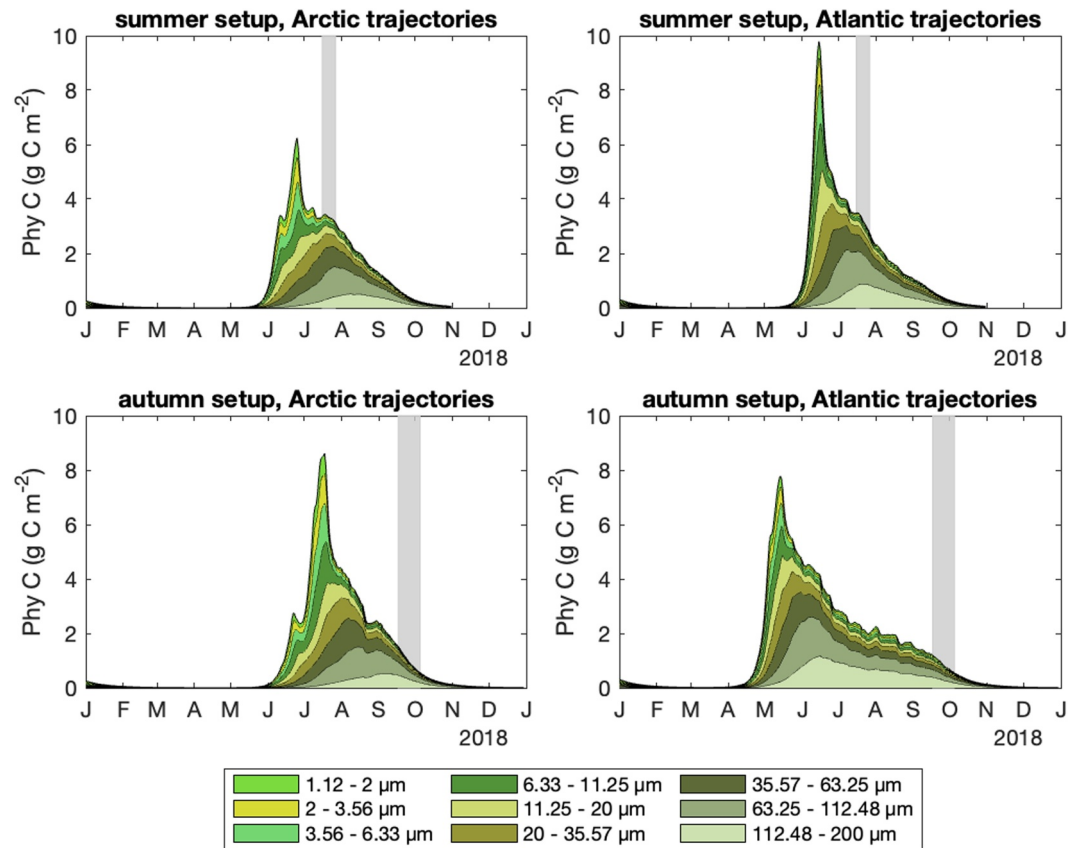 summer setup, Arctic trajectories
10
8
6
4
2
0
Phy C (g C m-2)
J F M A M J J A S O N D J
2018
summer setup, Atlantic trajectories
10
8
6
4
2
0
Phy C (g C m-2)
J F M A M J J A S O N D J
2018
autumn setup, Arctic trajectories
10
8
6
4
2
0
Phy C (g C m-2)
J F M A M J J A S O N D J
2018
autumn setup, Atlantic trajectories
10
8
6
4
2
0
Phy C (g C m-2)
J F M A M J J A S O N D J
2018
1.12 - 2 µm
2 - 3.56 µm
3.56 - 6.33 µm
6.33 - 11.25 µm
11.25 - 20 µm
20 - 35.57 µm
35.57 - 63.25 µm
63.25 - 112.48 µm
112.48 - 200 µm